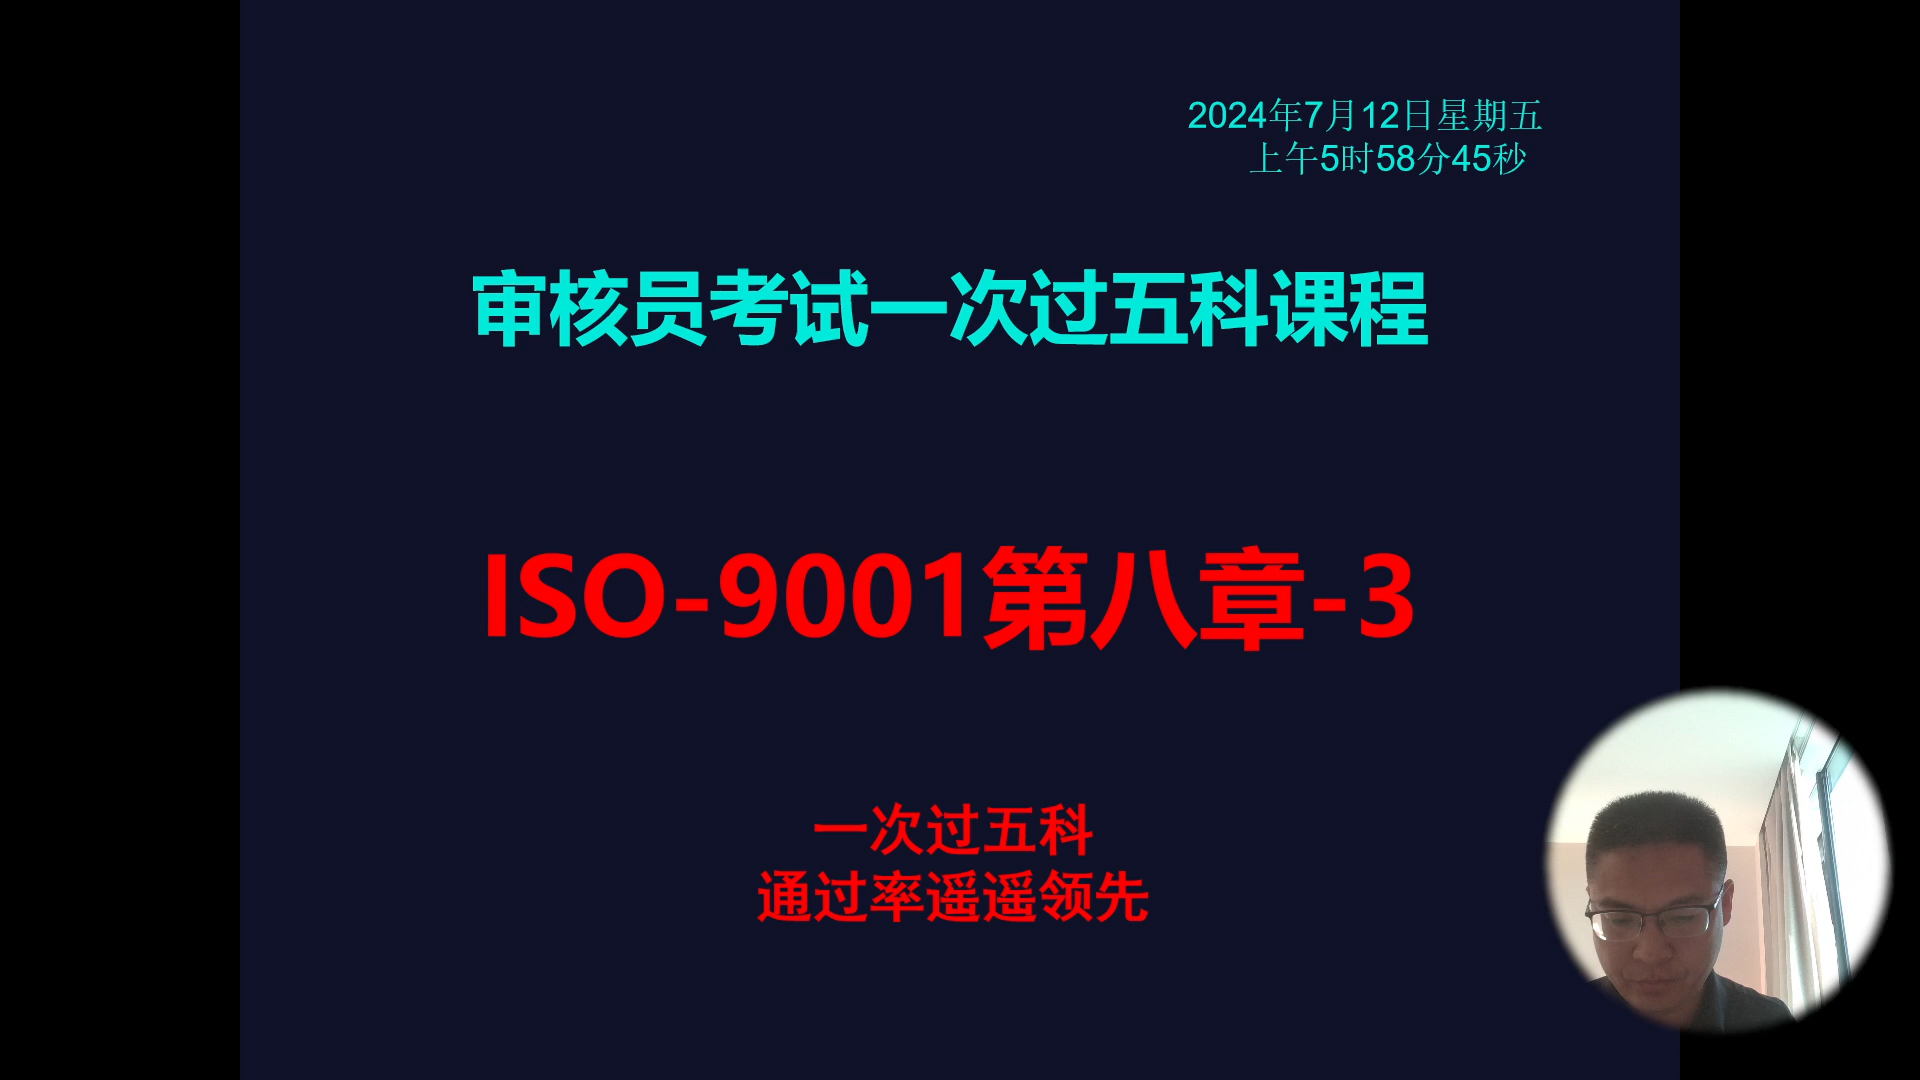 2024年7月12日星期五
上午5时58分45秒
审核员考试一次过五科课程
ISO-9001第八章-3
一次过五科
通过率遥遥领先